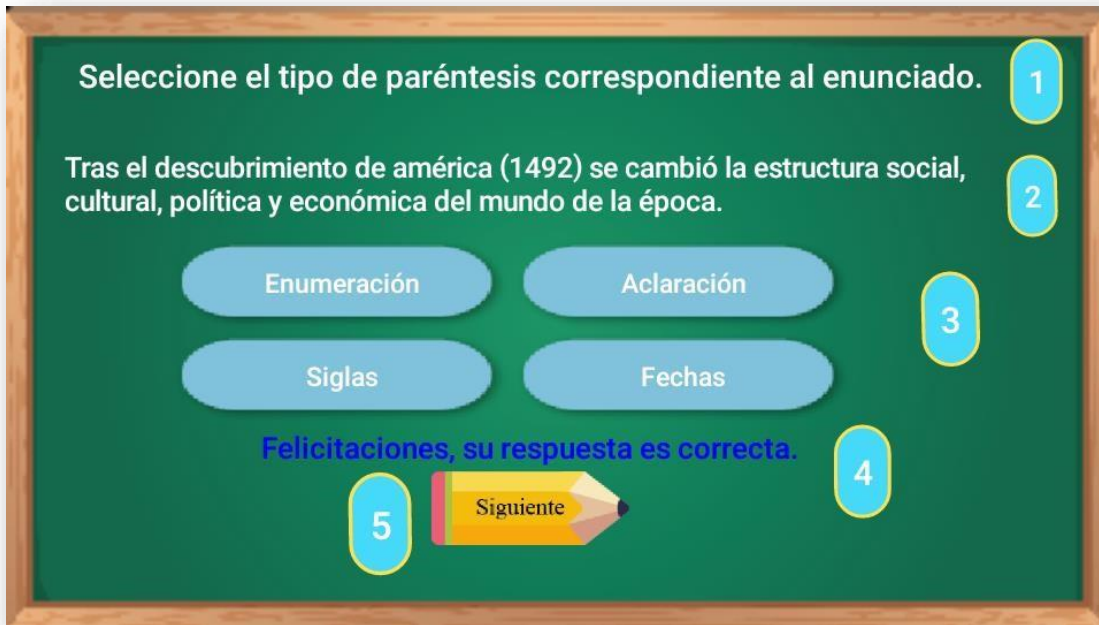 Seleccione el tipo de paréntesis correspondiente al enunciado.
1
Tras el descubrimiento de américa (1492) se cambió la estructura social,
cultural, política y económica del mundo de la época.
2
Enumeración
Aclaración
3
Siglas
Fechas
Felicitaciones, su respuesta es correcta.
4
5
Siguiente